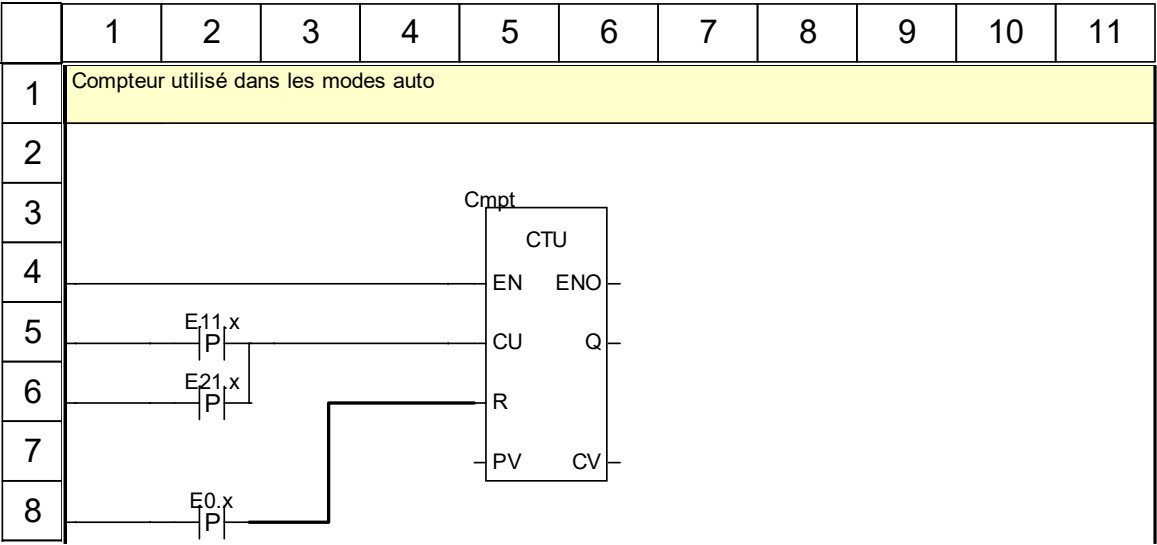 1 2 3 4 5 6 7 8 9 10 11
1 Compteur utilisé dans les modes auto
2
3 Cmpt
CTU
4 EN ENO
E11.x
5 P CU Q
E21.x
6 P R
7 PV CV
E0.x
8 P